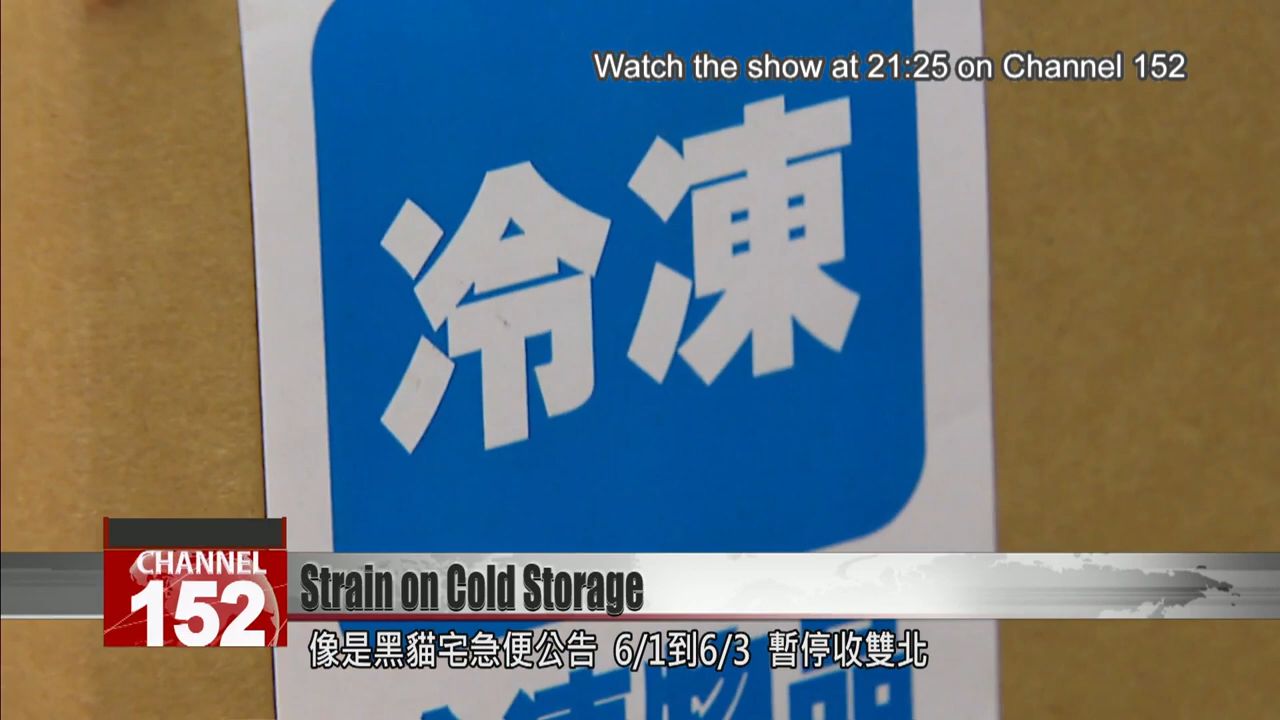 Watch the show at 21:25 on Channel 152
冷凍
CHANNEL
152
Strain on Cold Storage
像是黑貓宅急便公告 6/1到6/3 暫停收雙北